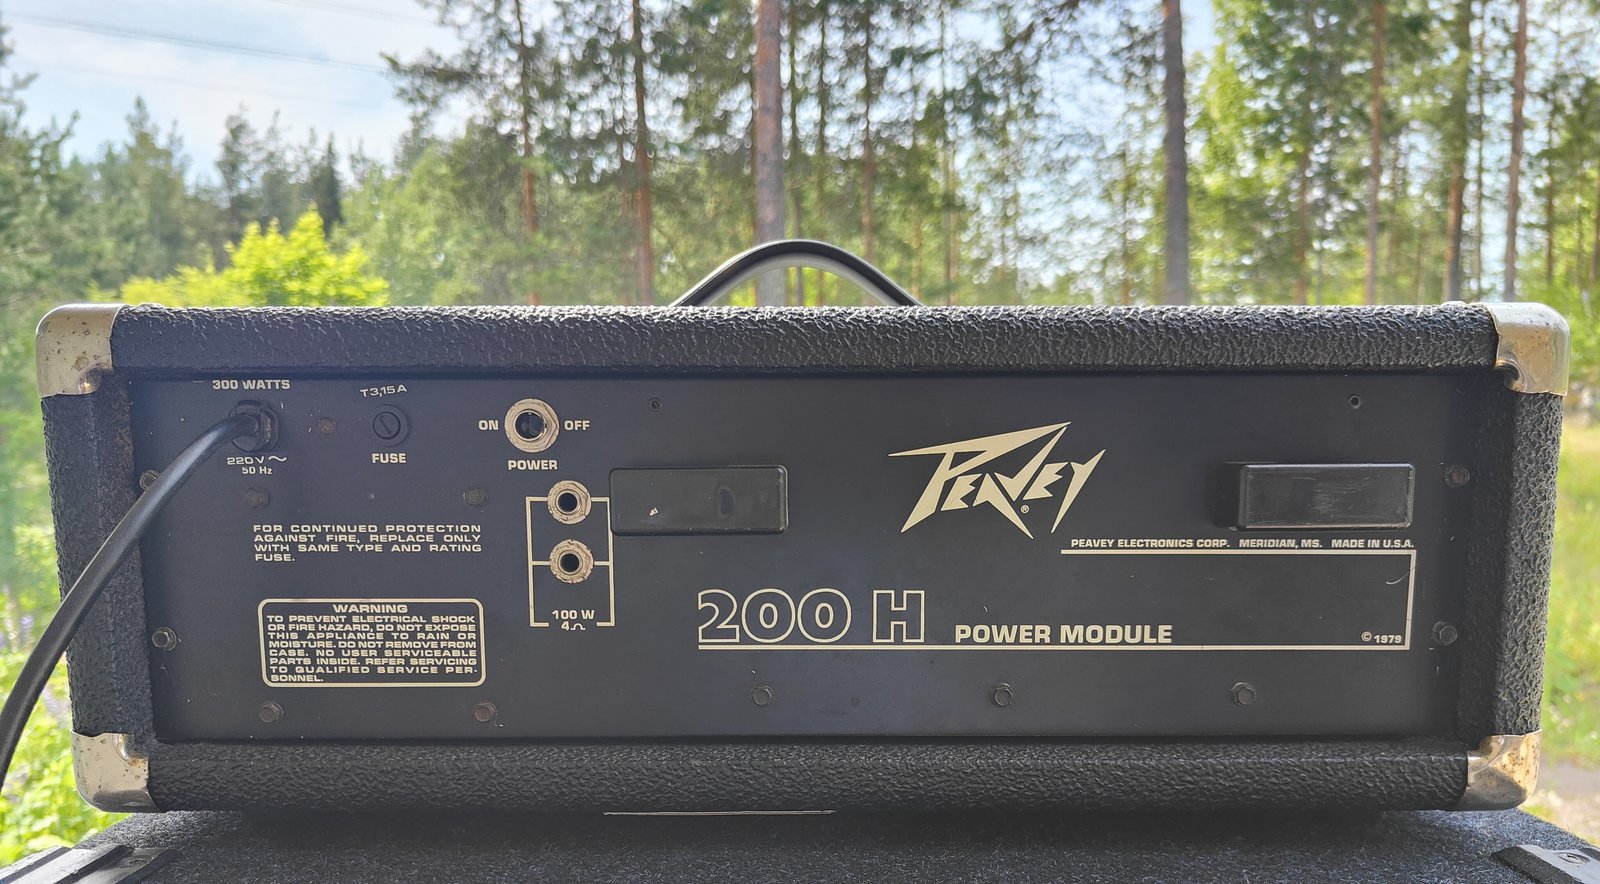 300 WATTS
220V ~
50 Hz
T3,15A
FUSE
ON
OFF
POWER
FOR CONTINUED PROTECTION
AGAINST FIRE, REPLACE ONLY
WITH SAME TYPE AND RATING
FUSE.
WARNING
TO PREVENT ELECTRICAL SHOCK
OR FIRE HAZARD, DO NOT EXPOSE
THIS APPLIANCE TO RAIN OR
MOISTURE. DO NOT REMOVE FROM
CASE. NO USER SERVICEABLE
PARTS INSIDE. REFER SERVICING
TO QUALIFIED SERVICE PER-
SONNEL.
100 W
4Ω
PEAVEY®
PEAVEY ELECTRONICS CORP. MERIDIAN, MS. MADE IN U.S.A.
200 H POWER MODULE
© 1979